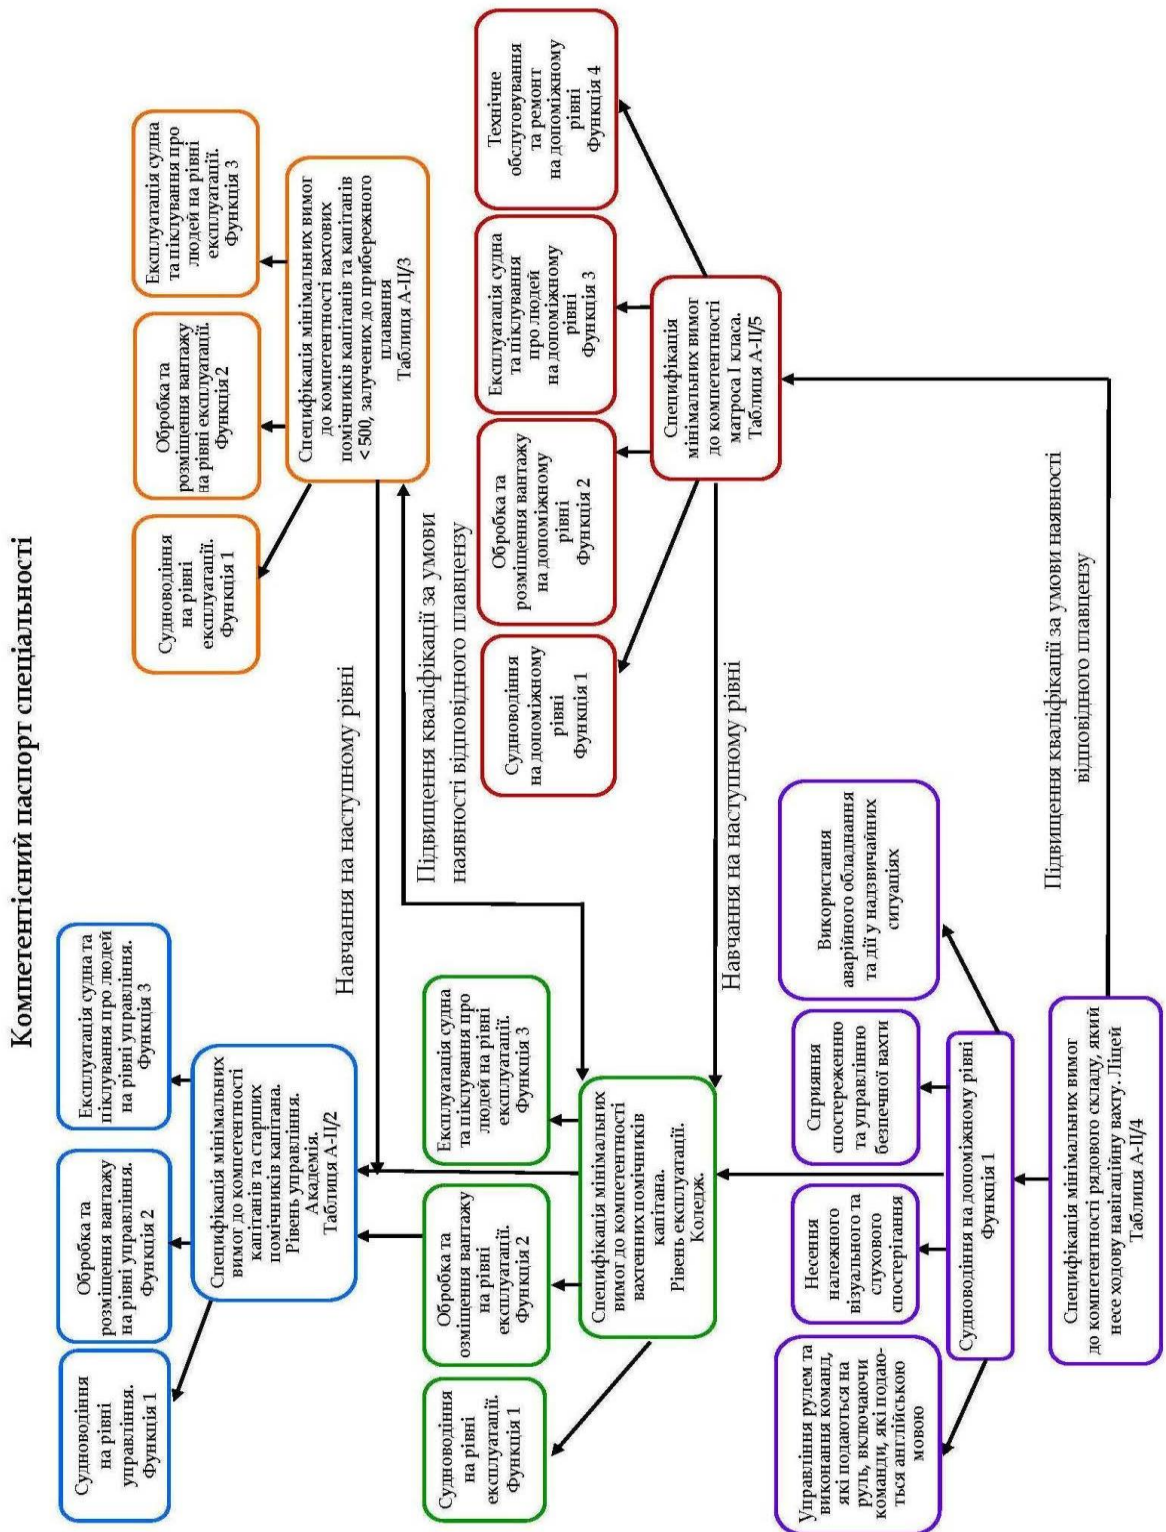 Компетентісний паспорт спеціальності
Судноводіння
на рівні
управління.
Функція 1
Обробка та
розміщення вантажу
на рівні управління.
Функція 2
Експлуатація судна та
піклування про людей
на рівні управління.
Функція 3
Специфікація мінімальних
вимог до компетентності
капітанів та старших
помічників капітана.
Рівень управління.
Академія.
Таблиця А-ІІ/2
Судноводіння
на рівні
експлуатації.
Функція 1
Обробка та
розміщення вантажу
на рівні експлуатації.
Функція 2
Експлуатація судна
та піклування про
людей на рівні
експлуатації.
Функція 3
Специфікація мінімальних вимог
до компетентності вахтових
помічників капітанів та капітанів
< 500, залучених до прибережного
плавання
Таблиця А-ІІ/3
Навчання на наступному рівні
Підвищення кваліфікації за умови
наявності відповідного плавцензу
Судноводіння
на рівні
експлуатації.
Функція 1
Обробка та
озміщення вантажу
на рівні
експлуатації.
Функція 2
Експлуатація судна
та піклування про
людей на рівні
експлуатації.
Функція 3
Специфікація мінімальних
вимог до компетентності
вахтенних помічників
капітана.
Рівень експлуатації.
Коледж.
Судноводіння
на допоміжному
рівні
Функція 1
Обробка та
розміщення вантажу
на допоміжному
рівні
Функція 2
Експлуатація судна
та піклування
про людей
на допоміжному
рівні
Функція 3
Технічне
обслутовування
та ремонт
на допоміжному
рівні
Функція 4
Специфікація
мінімальних вимог
до компетентності
матроса І класа.
Таблиця А-ІІ/5
Навчання на наступному рівні
Управління рулем та
виконання команд,
які подаються на
руль, включаючи
команди, які подаю-
ться англійською
мовою
Несення
належного
візуального та
слухового
спостерігання
Сприяння
спостереженню
та управлінню
безпечної вахти
Використання
аварійного обладнання
та дії у надзвичайних
ситуаціях
Судноводіння на допоміжному рівні
Функція 1
Специфікація мінімальних вимог
до компетентності рядового складу, який
несе ходову навігаційну вахту. Ліцей
Таблиця А-ІІ/4
Підвищення кваліфікації за умови наявності
відповідного плавцензу